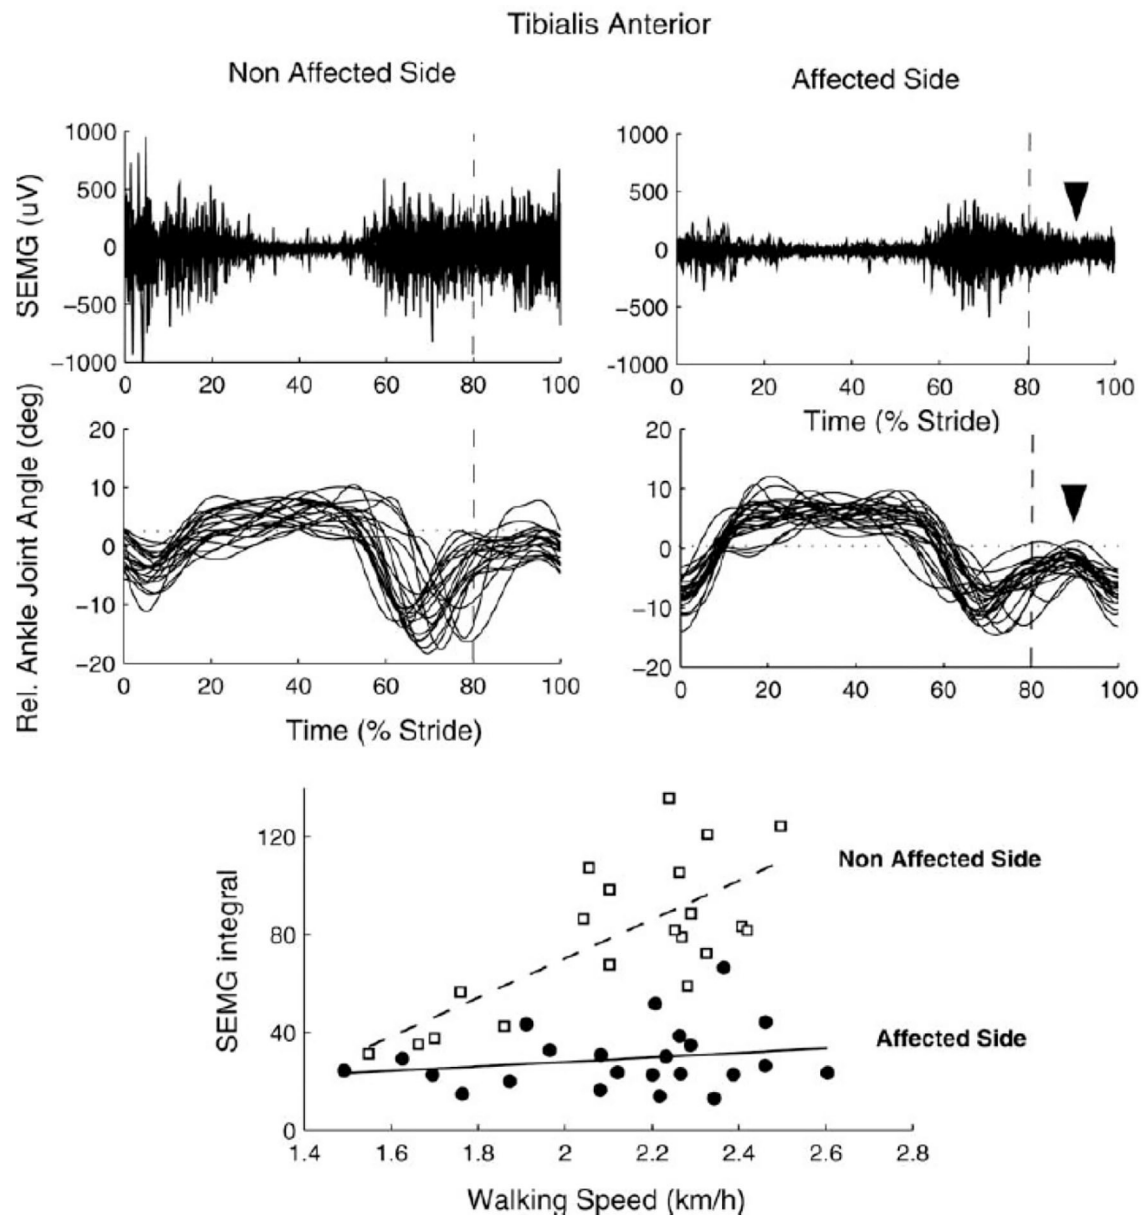 Tibialis Anterior
Non Affected Side
Affected Side
SEMG (uV)
1000
500
0
−500
−1000
0 20 40 60 80 100
1000
500
0
−500
−1000
0 20 40 60 80 100
Time (% Stride)
Rel. Ankle Joint Angle (deg)
20
10
0
−10
−20
0 20 40 60 80 100
Time (% Stride)
20
10
0
−10
−20
0 20 40 60 80 100
SEMG integral
120
80
40
0
1.4 1.6 1.8 2 2.2 2.4 2.6 2.8
Non Affected Side
Affected Side
Walking Speed (km/h)